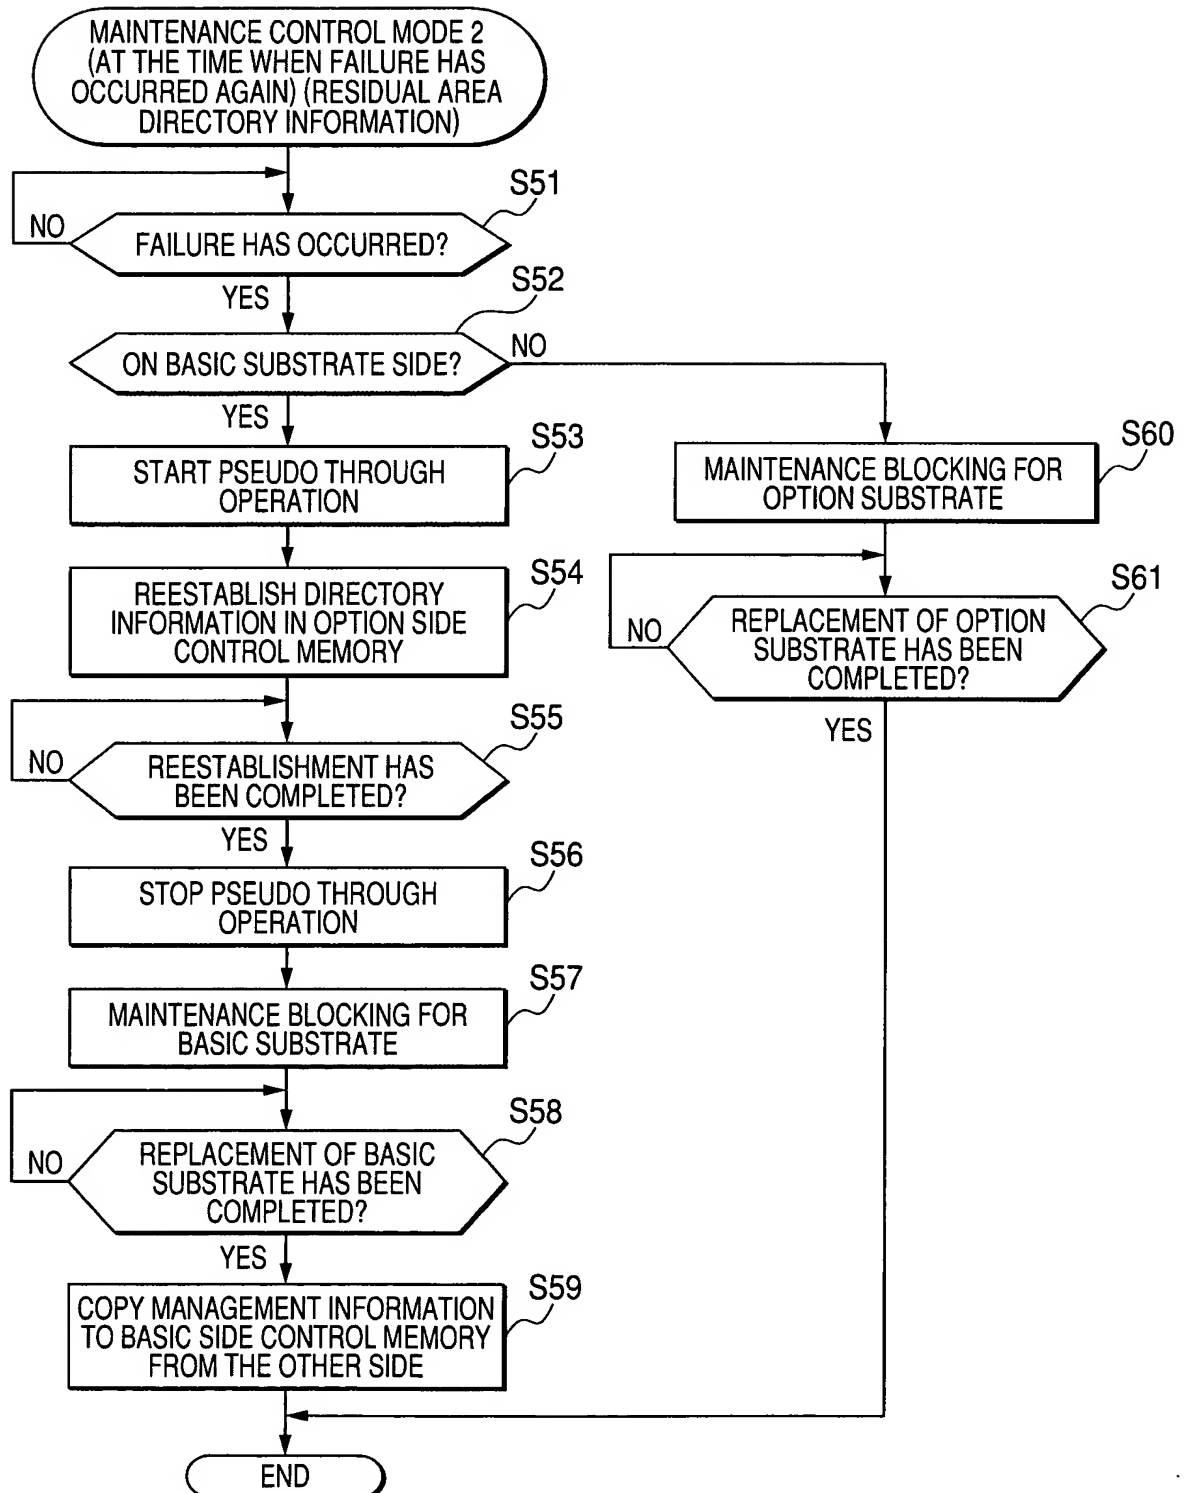 MAINTENANCE CONTROL MODE 2
(AT THE TIME WHEN FAILURE HAS
OCCURRED AGAIN) (RESIDUAL AREA
DIRECTORY INFORMATION)
S51
NO
FAILURE HAS OCCURRED?
YES
S52
ON BASIC SUBSTRATE SIDE?
NO
YES
S53
START PSEUDO THROUGH
OPERATION
S60
MAINTENANCE BLOCKING FOR
OPTION SUBSTRATE
S54
REESTABLISH DIRECTORY
INFORMATION IN OPTION SIDE
CONTROL MEMORY
S61
NO
REPLACEMENT OF OPTION
SUBSTRATE HAS BEEN
COMPLETED?
YES
S55
NO
REESTABLISHMENT HAS
BEEN COMPLETED?
YES
S56
STOP PSEUDO THROUGH
OPERATION
S57
MAINTENANCE BLOCKING FOR
BASIC SUBSTRATE
S58
NO
REPLACEMENT OF BASIC
SUBSTRATE HAS BEEN
COMPLETED?
YES
S59
COPY MANAGEMENT INFORMATION
TO BASIC SIDE CONTROL MEMORY
FROM THE OTHER SIDE
END